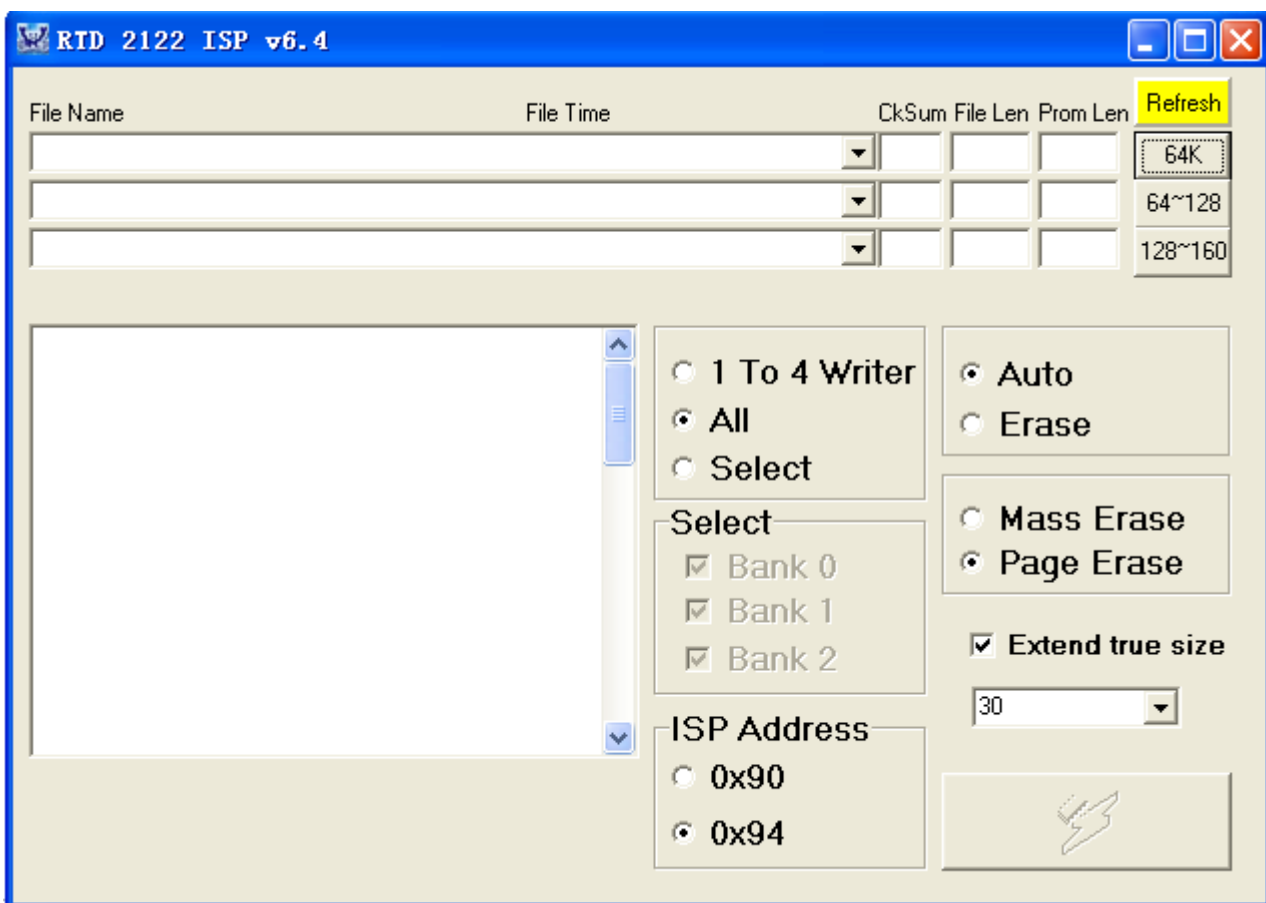 RTD 2122 ISP v6.4
File Name File Time CkSum File Len Prom Len Refresh
64K
64~128
128~160
1 To 4 Writer
All
Select
Auto
Erase
Select
Bank 0
Bank 1
Bank 2
Mass Erase
Page Erase
Extend true size
30
ISP Address
0x90
0x94